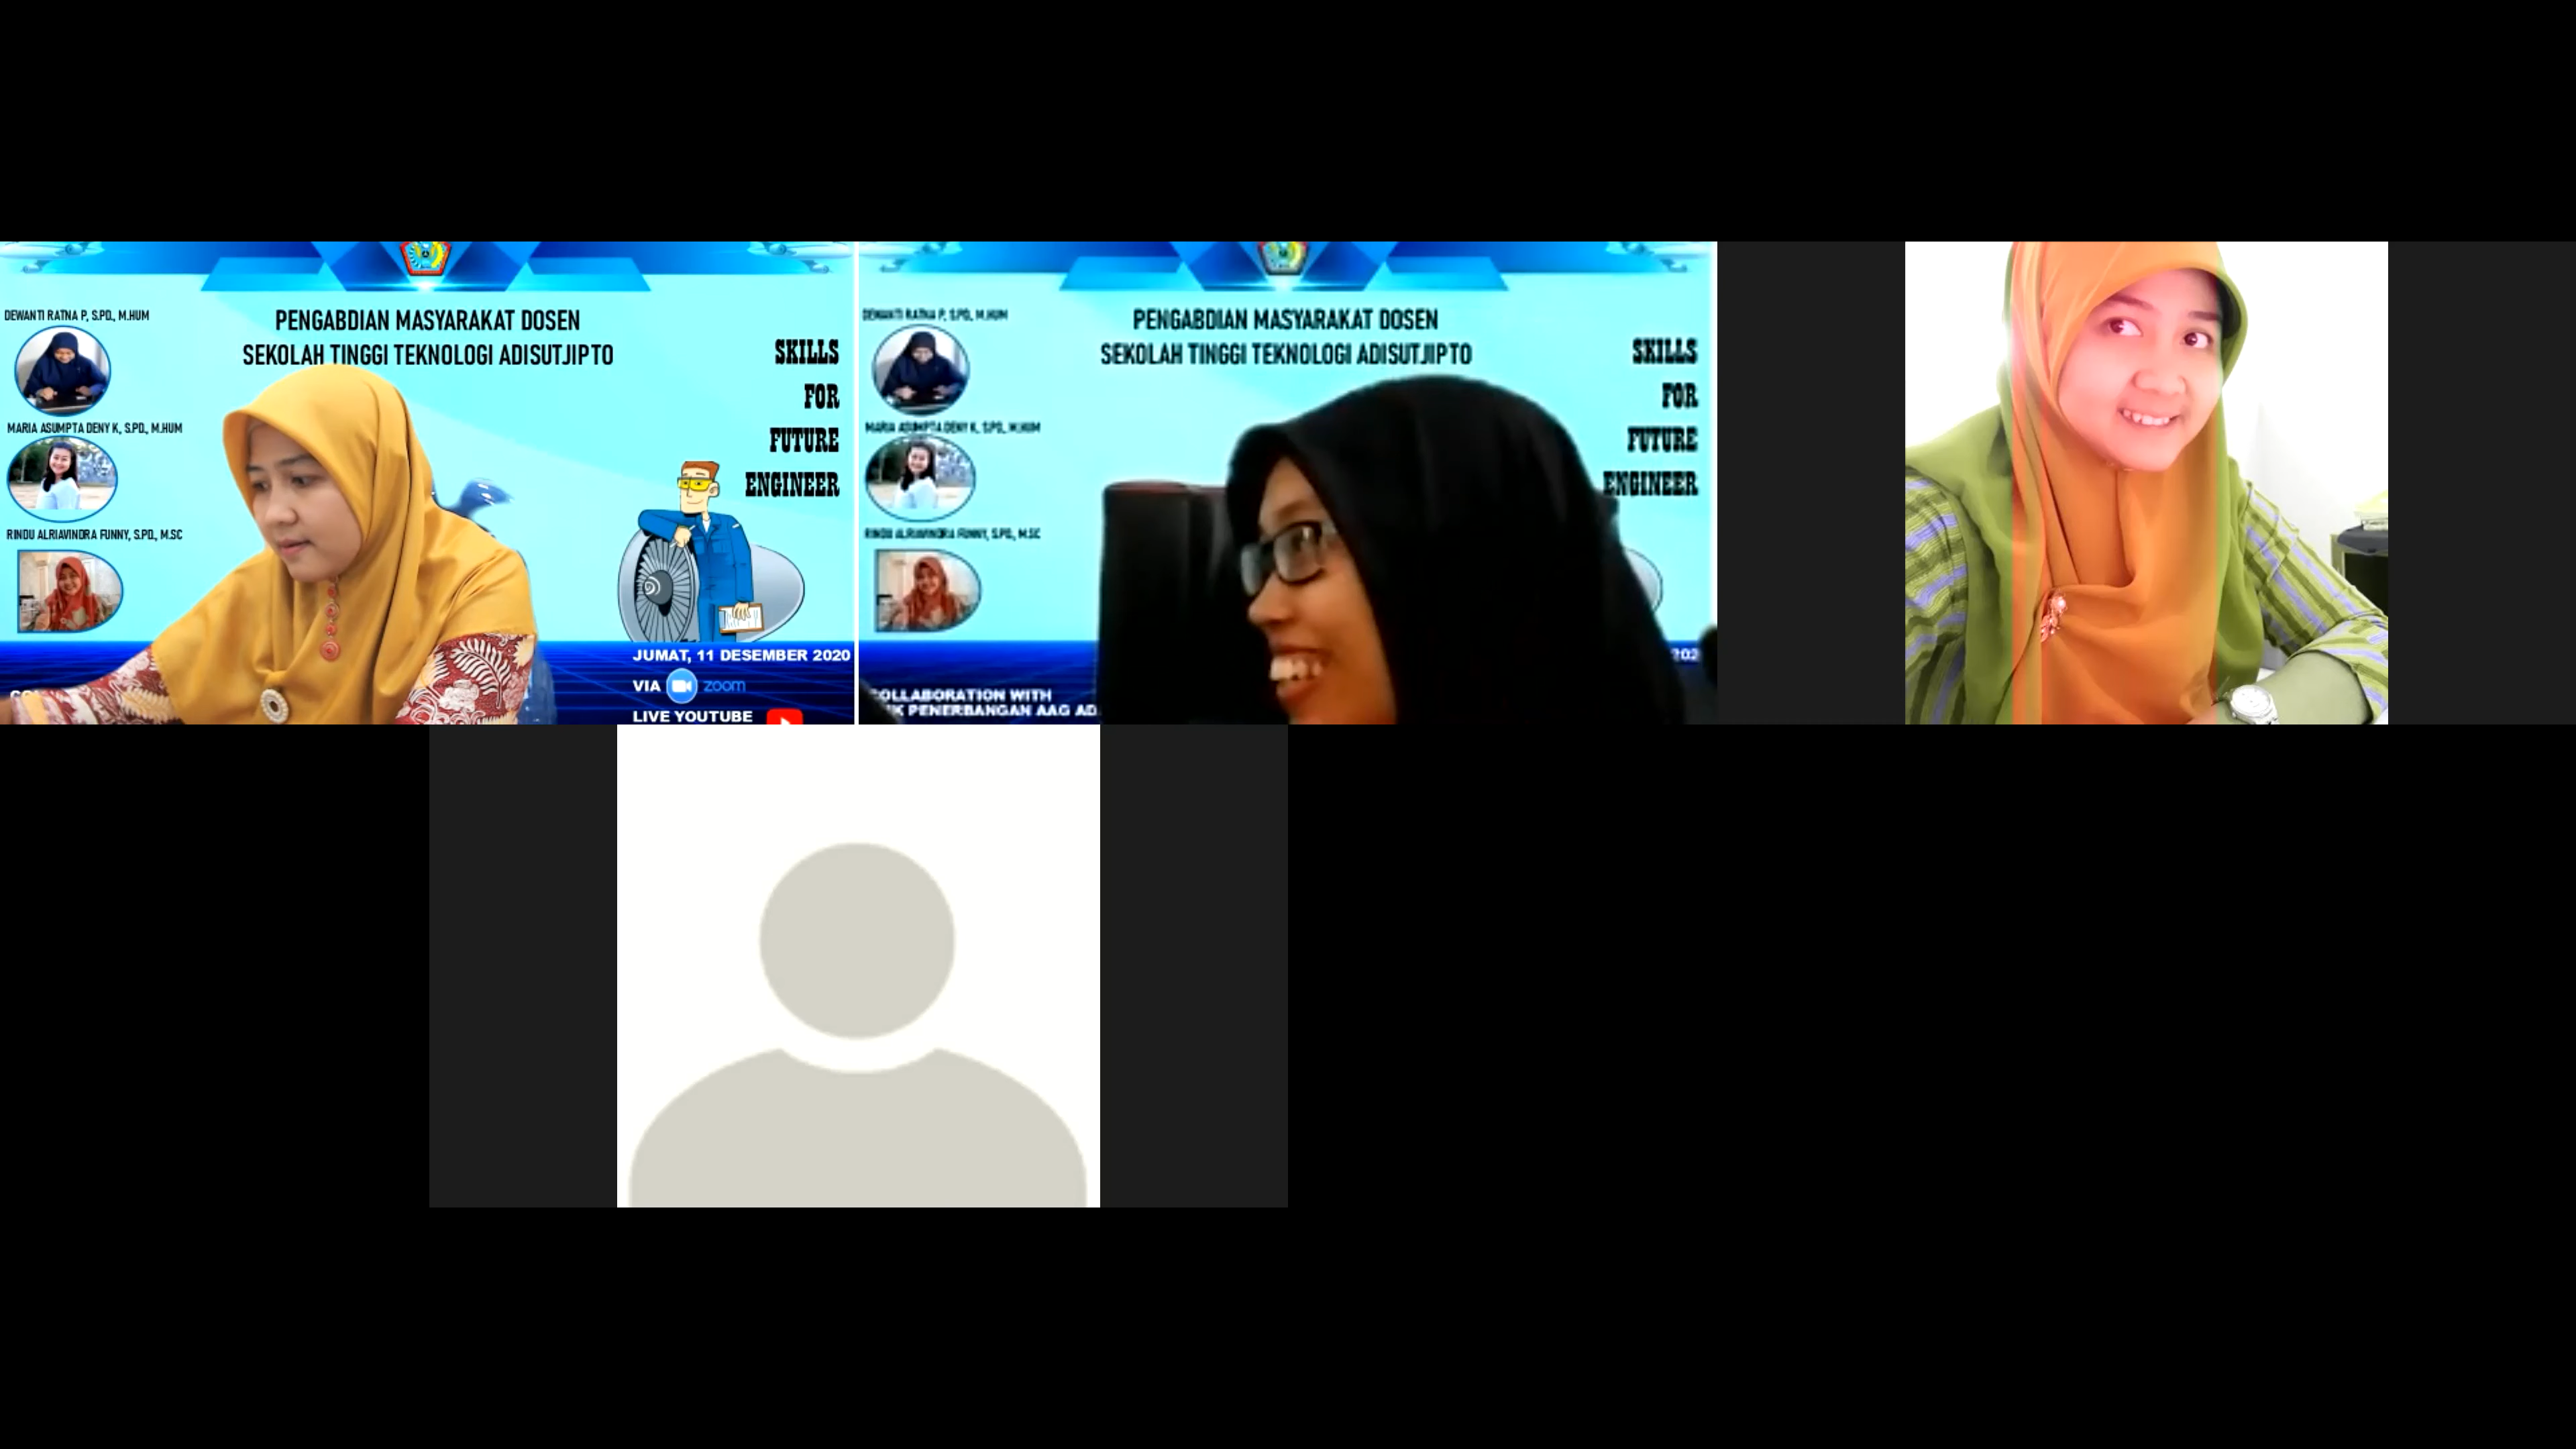 DEWANTI RATNA P, S.PD., M.HUM
MARIA ASUMPTA DENY K, S.PD., M.HUM
RINDU ALRIAVINDRA FUNNY, S.PD., M.SC
PENGABDIAN MASYARAKAT DOSEN
SEKOLAH TINGGI TEKNOLOGI ADISUTJIPTO
SKILLS
FOR
FUTURE
ENGINEER
JUMAT, 11 DESEMBER 2020
VIA zoom
LIVE YOUTUBE
DEWANTI RATNA P, S.PD., M.HUM
MARIA ASUMPTA DENY K, S.PD., M.HUM
RINDU ALRIAVINDRA FUNNY, S.PD., M.SC
PENGABDIAN MASYARAKAT DOSEN
SEKOLAH TINGGI TEKNOLOGI ADISUTJIPTO
SKILLS
FOR
FUTURE
ENGINEER
COLLABORATION WITH
PENERBANGAN AAG AD